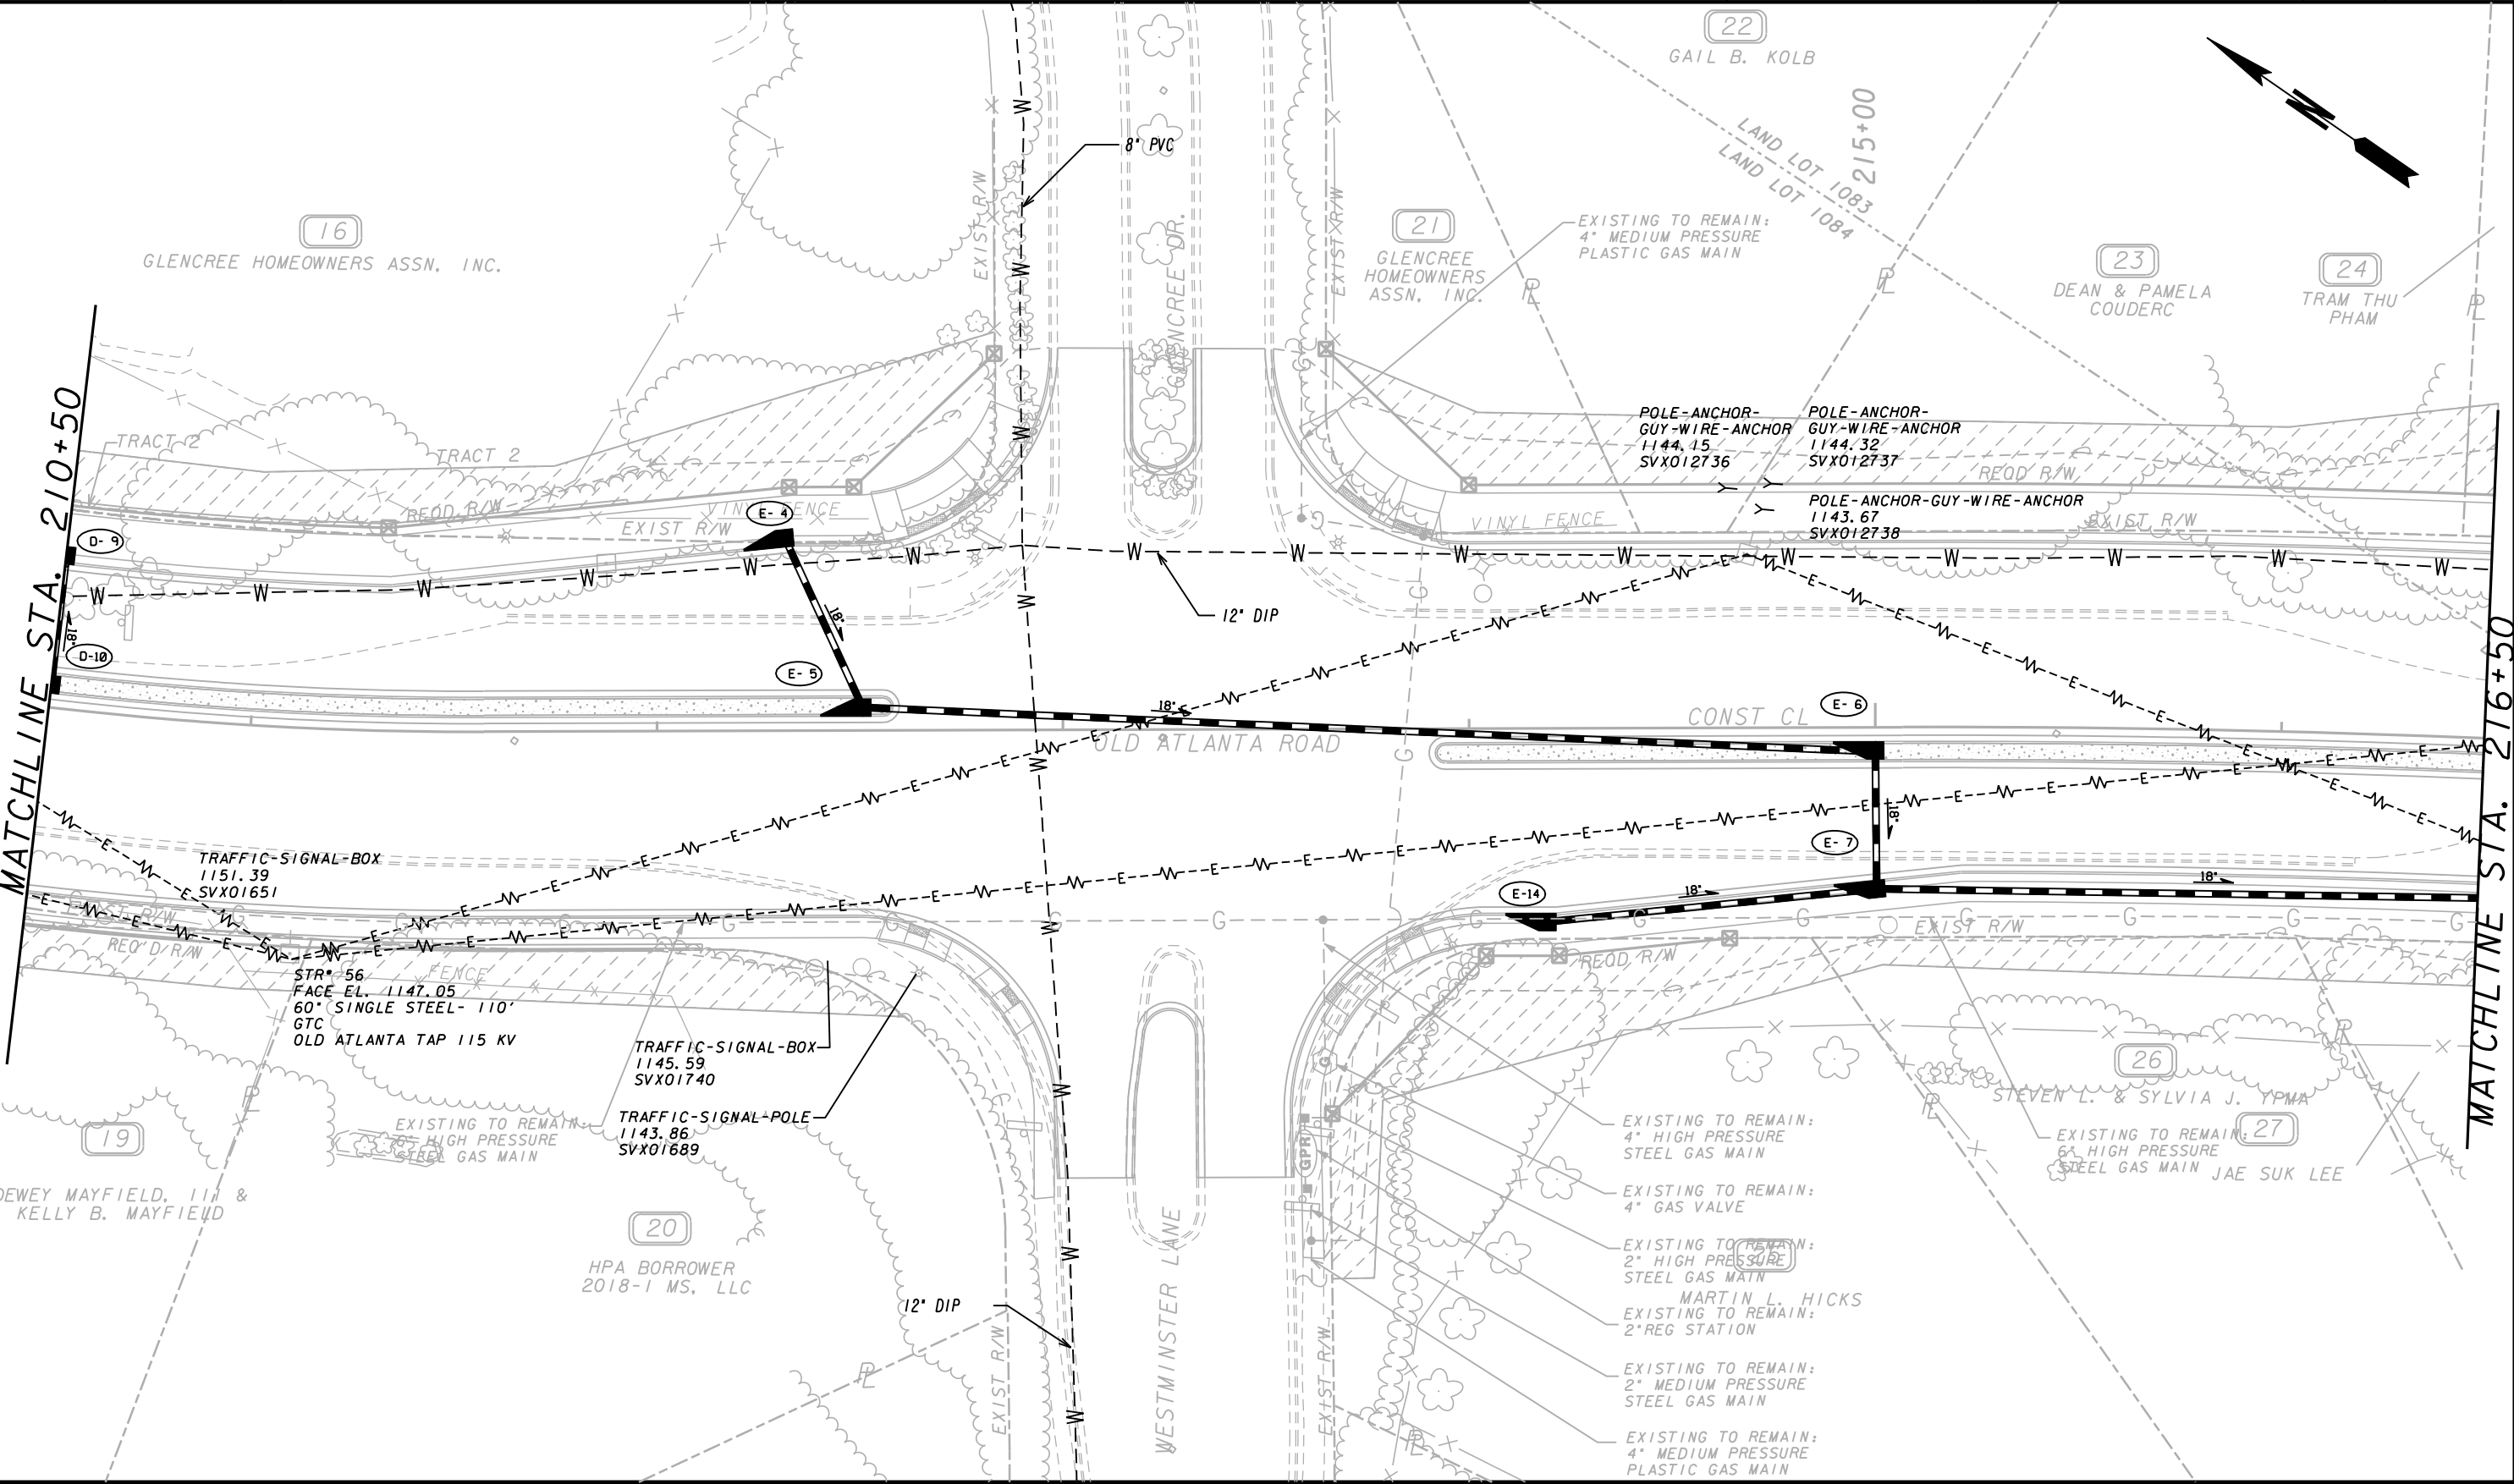 22
GAIL B. KOLB
215+00
N
LAND LOT 1083
LAND LOT 1084
8" PVC
EXIST R/W
EXIST R/W
GLENCREE DR.
16
GLENCREE HOMEOWNERS ASSN. INC.
21
GLENCREE
HOMEOWNERS
ASSN. INC.
EXISTING TO REMAIN:
4" MEDIUM PRESSURE
PLASTIC GAS MAIN
23
DEAN & PAMELA
COUDERC
24
TRAM THU
PHAM
MATCHLINE STA. 210+50
TRACT 2
TRACT 2
REQD R/W
VINYL FENCE
EXIST R/W
E-4
D-9
D-10
18"
18"
E-5
POLE-ANCHOR-
GUY-WIRE-ANCHOR
1144.15
SVX012736
POLE-ANCHOR-
GUY-WIRE-ANCHOR
1144.32
SVX012737
REQD R/W
POLE-ANCHOR-GUY-WIRE-ANCHOR
1143.67
SVX012738
VINYL FENCE
EXIST R/W
12" DIP
18"
E-6
CONST CL
OLD ATLANTA ROAD
18"
E-7
E-14
18"
18"
MATCHLINE STA. 216+50
TRAFFIC-SIGNAL-BOX
1151.39
SVX01651
EXIST R/W
REQ'D R/W
FENCE
STR# 56
FACE EL. 1147.05
60" SINGLE STEEL- 110'
GTC
OLD ATLANTA TAP 115 KV
TRAFFIC-SIGNAL-BOX
1145.59
SVX01740
TRAFFIC-SIGNAL-POLE
1143.86
SVX01689
EXISTING TO REMAIN:
6" HIGH PRESSURE
STEEL GAS MAIN
EXIST R/W
REQD R/W
19
DEWEY MAYFIELD, III &
KELLY B. MAYFIELD
20
HPA BORROWER
2018-1 MS, LLC
12" DIP
EXIST R/W
WESTMINSTER LANE
EXIST R/W
G
GPR
EXISTING TO REMAIN:
4" HIGH PRESSURE
STEEL GAS MAIN
EXISTING TO REMAIN:
4" GAS VALVE
EXISTING TO REMAIN:
2" HIGH PRESSURE
STEEL GAS MAIN
25
MARTIN L. HICKS
EXISTING TO REMAIN:
2"REG STATION
EXISTING TO REMAIN:
2" MEDIUM PRESSURE
STEEL GAS MAIN
EXISTING TO REMAIN:
4" MEDIUM PRESSURE
PLASTIC GAS MAIN
26
STEVEN L. & SYLVIA J. YPMA
27
JAE SUK LEE
EXISTING TO REMAIN:
6" HIGH PRESSURE
STEEL GAS MAIN